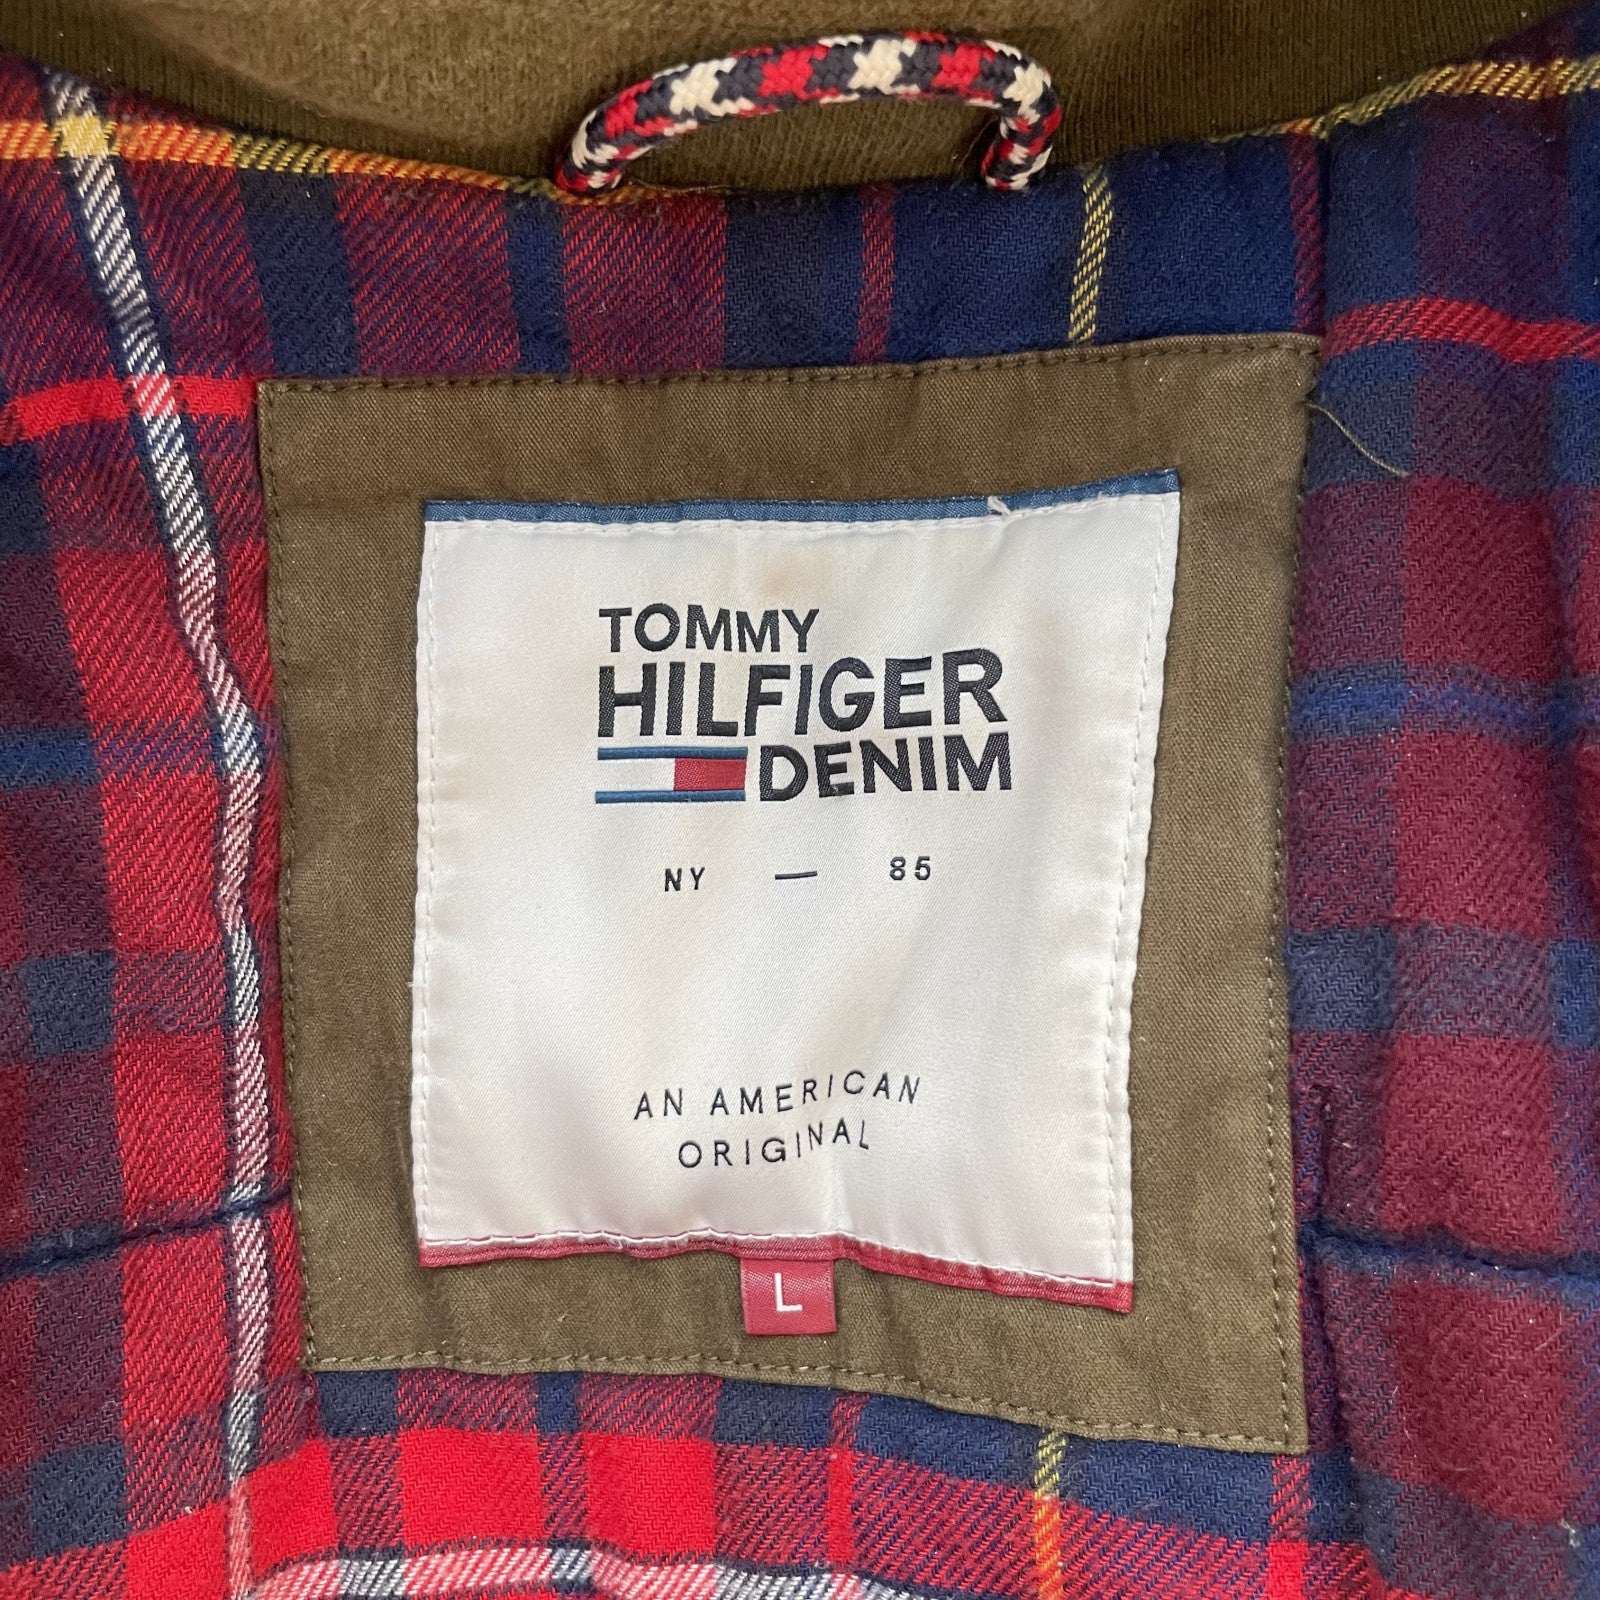 TOMMY
HILFIGER
DENIM
NY — 85
AN AMERICAN
ORIGINAL
L